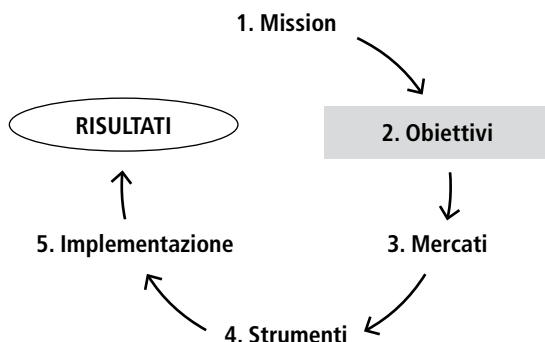 1. Mission
RISULTATI
2. Obiettivi
5. Implementazione
3. Mercati
4. Strumenti